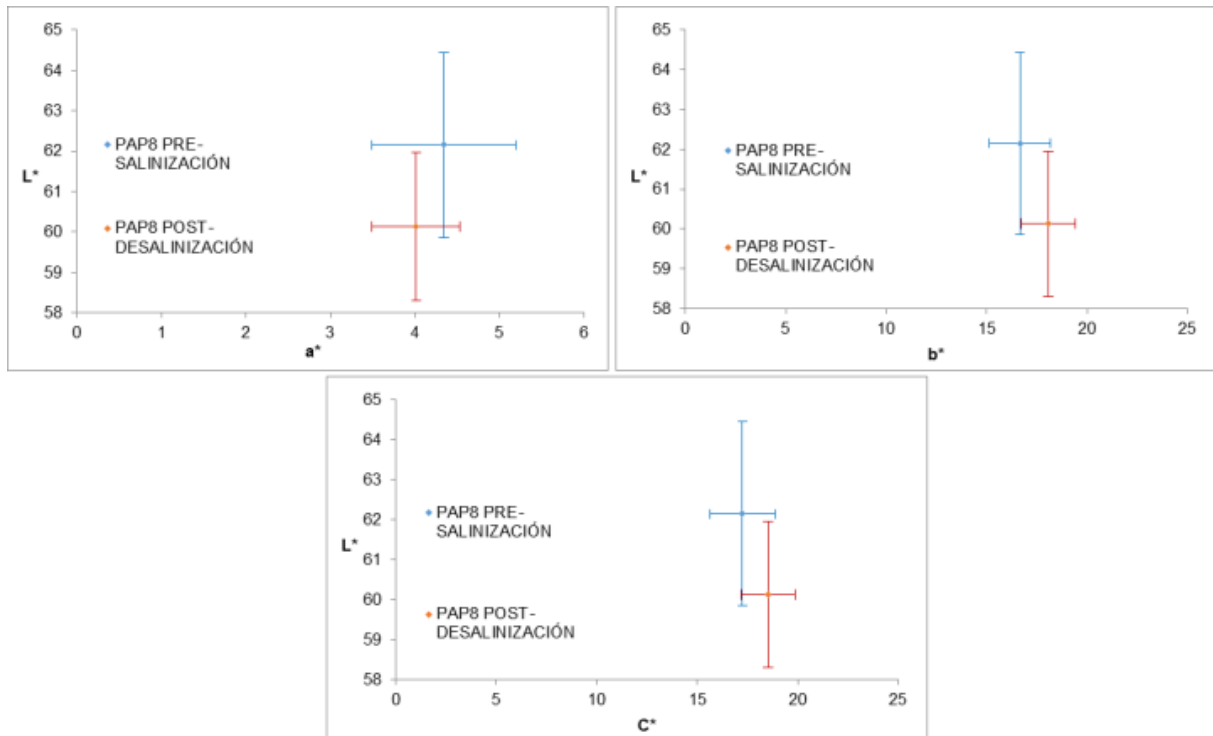 65
64
63
62
61
60
59
58
L*
PAP8 PRE-
SALINIZACIÓN
PAP8 POST-
DESALINIZACIÓN
0 1 2 3 4 5 6
a*
65
64
63
62
61
60
59
58
L*
PAP8 PRE-
SALINIZACIÓN
PAP8 POST-
DESALINIZACIÓN
0 5 10 15 20 25
b*
65
64
63
62
61
60
59
58
L*
PAP8 PRE-
SALINIZACIÓN
PAP8 POST-
DESALINIZACIÓN
0 5 10 15 20 25
C*